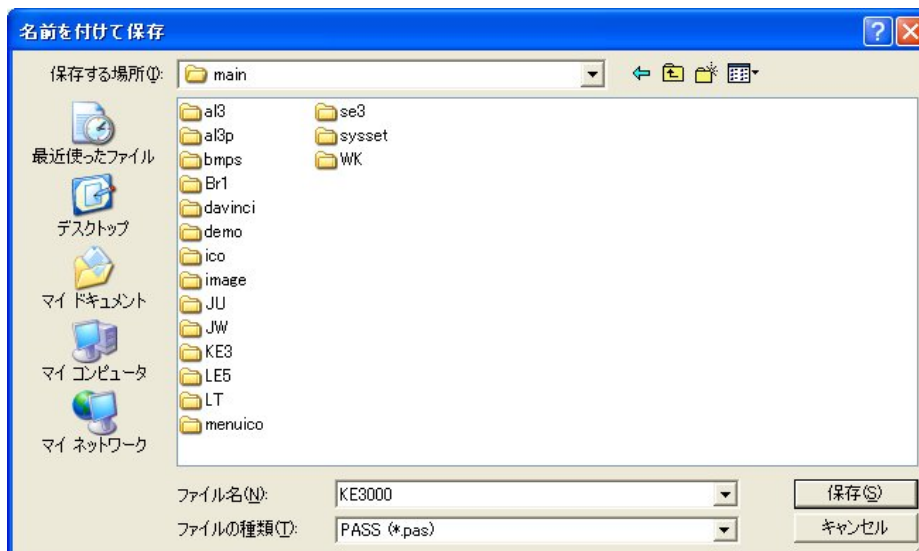 名前を付けて保存
保存する場所(I): main
最近使ったファイル
デスクトップ
マイ ドキュメント
マイ コンピュータ
マイ ネットワーク
al3
al3p
bmps
Br1
davinci
demo
ico
image
JU
JW
KE3
LE5
LT
menuico
se3
sysset
WK
ファイル名(N): KE3000 保存(S)
ファイルの種類(T): PASS (*.pas) キャンセル